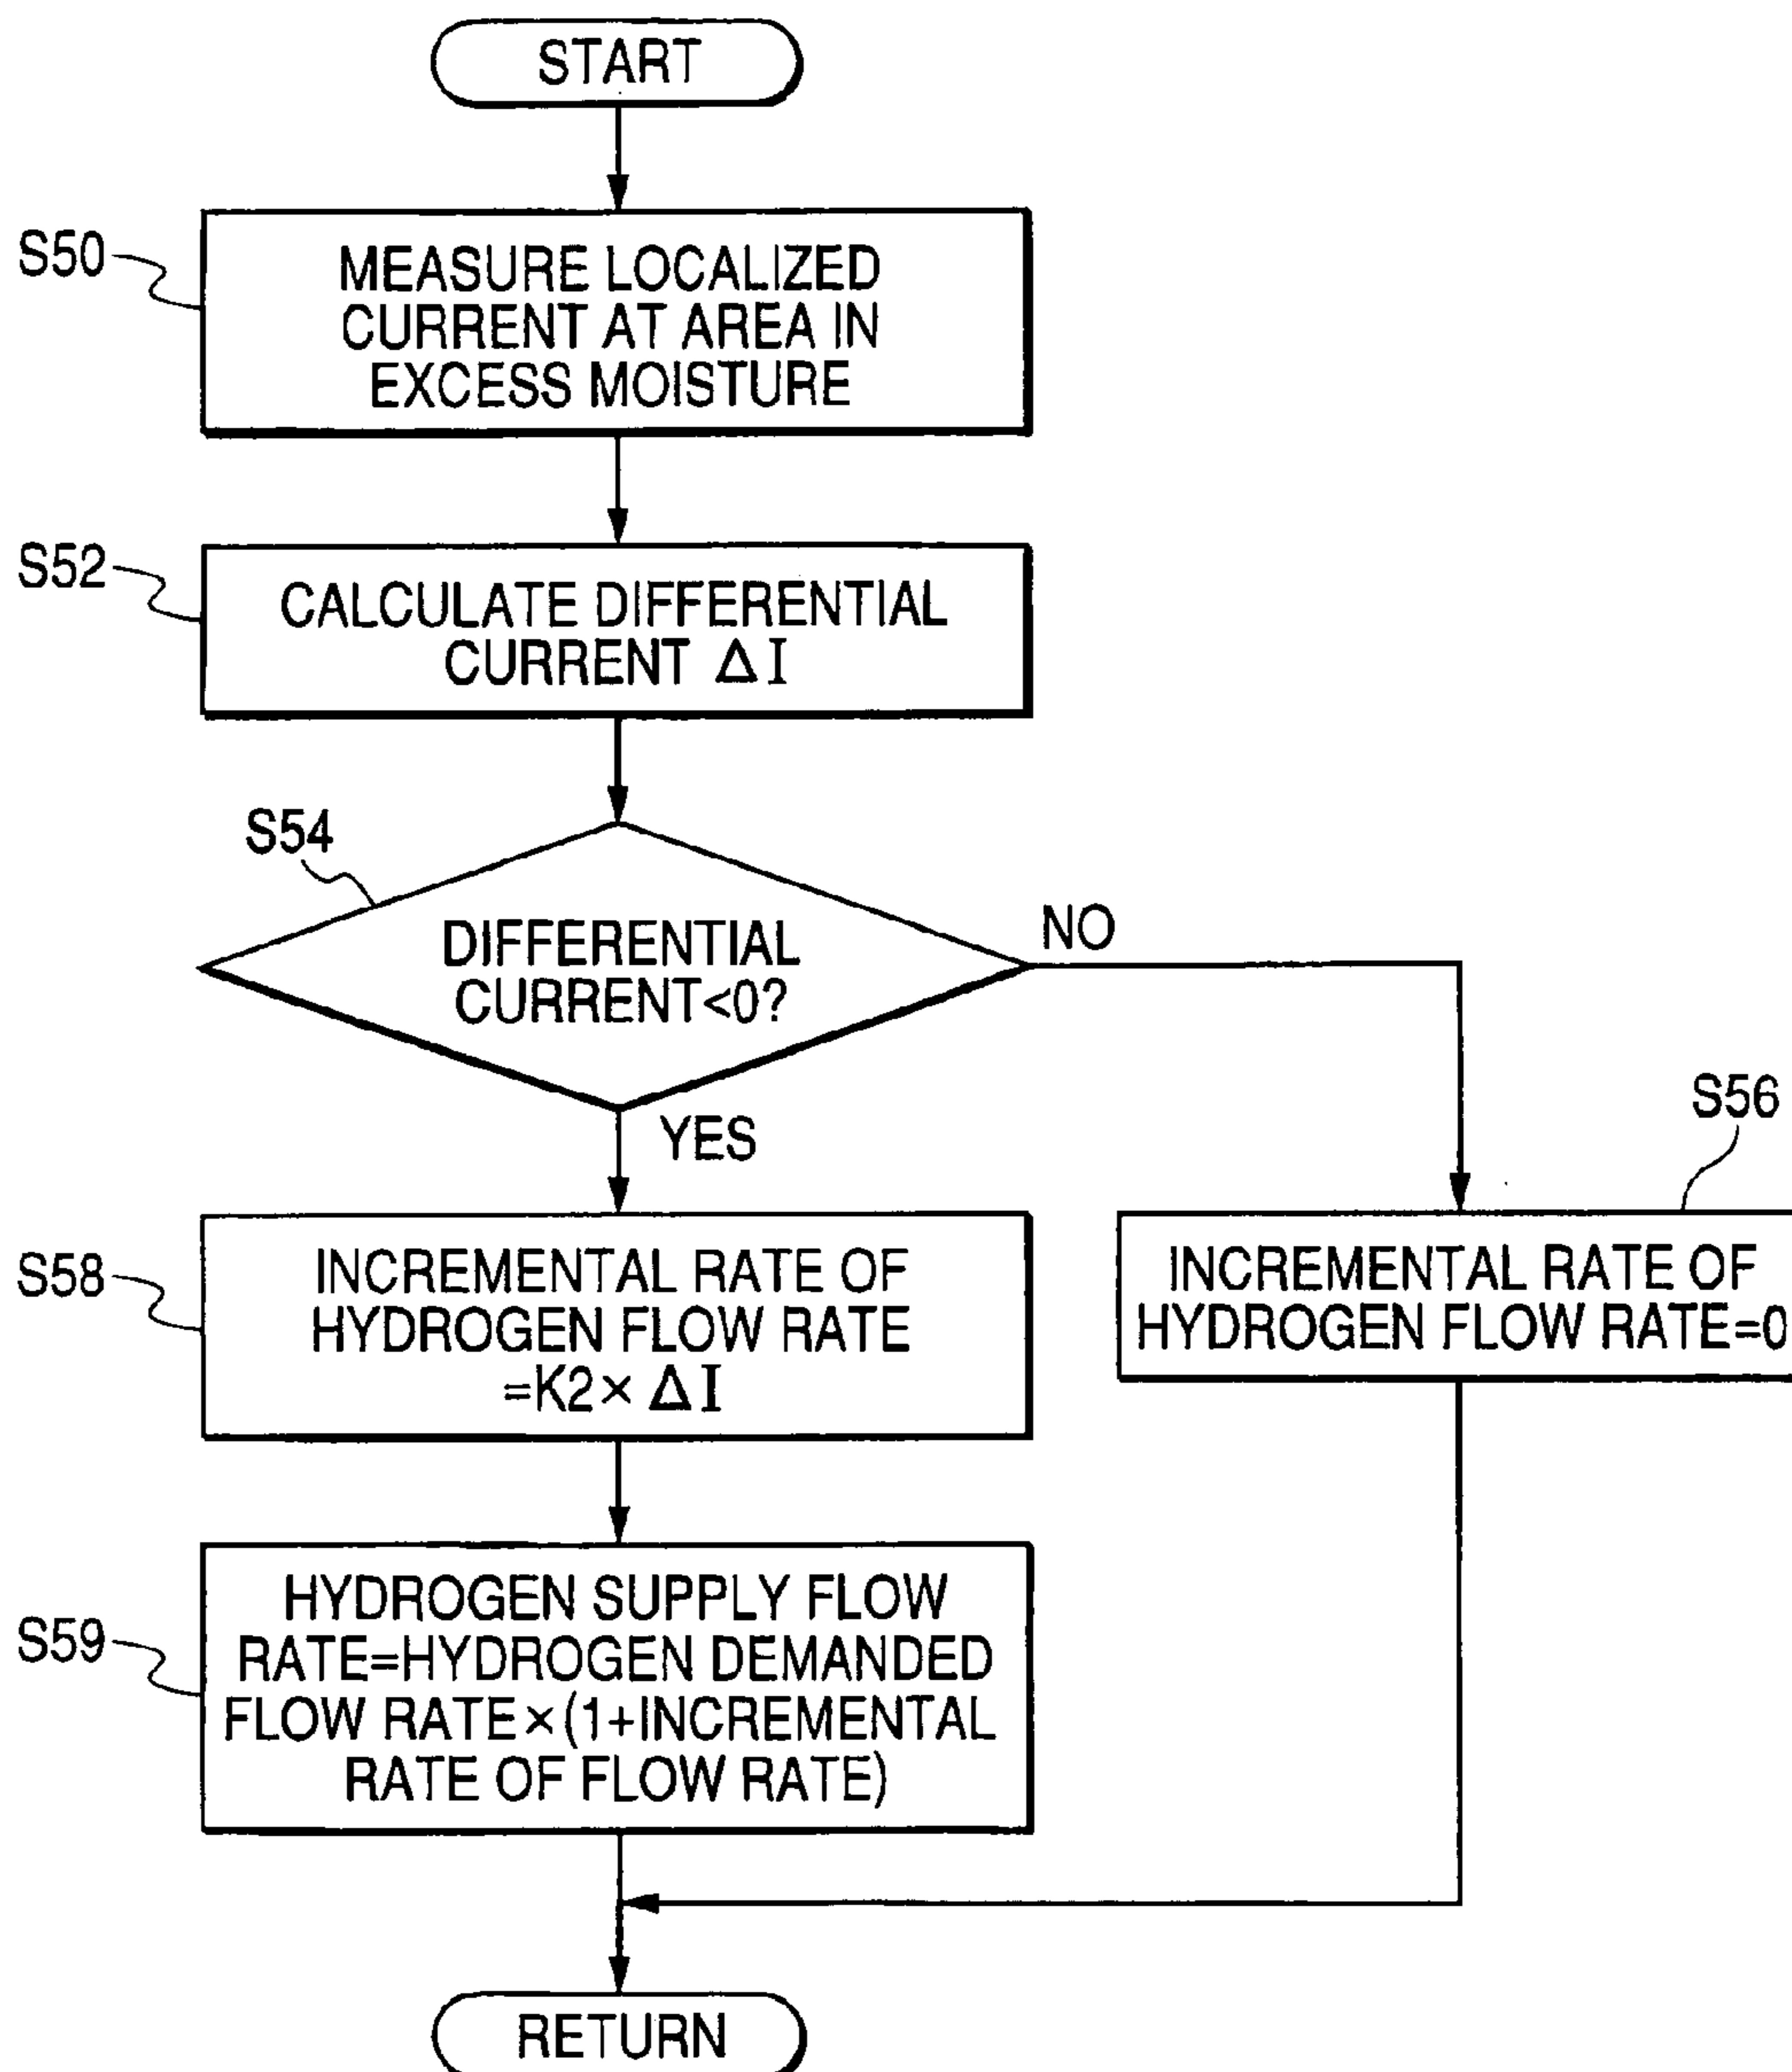 START
S50
MEASURE LOCALIZED
CURRENT AT AREA IN
EXCESS MOISTURE
S52
CALCULATE DIFFERENTIAL
CURRENT ΔI
S54
DIFFERENTIAL
CURRENT<0?
NO
YES
S56
INCREMENTAL RATE OF
HYDROGEN FLOW RATE=0
S58
INCREMENTAL RATE OF
HYDROGEN FLOW RATE
=K2× ΔI
S59
HYDROGEN SUPPLY FLOW
RATE=HYDROGEN DEMANDED
FLOW RATE×(1+INCREMENTAL
RATE OF FLOW RATE)
RETURN